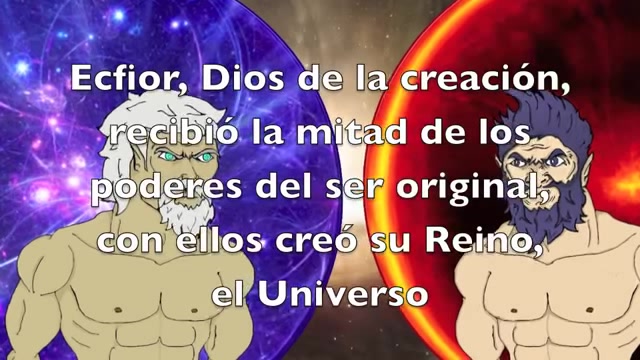 Ecfior, Dios de la creación,
recibió la mitad de los
poderes del ser original,
con ellos creó su Reino,
el Universo